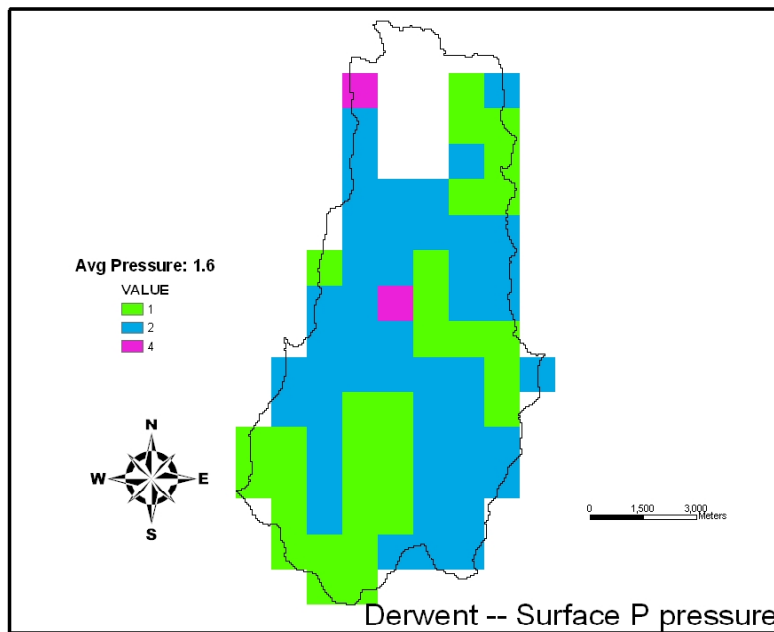 Avg Pressure: 1.6
VALUE
1
2
4
N
W E
S
0 1,500 3,000
Meters
Derwent -- Surface P pressure